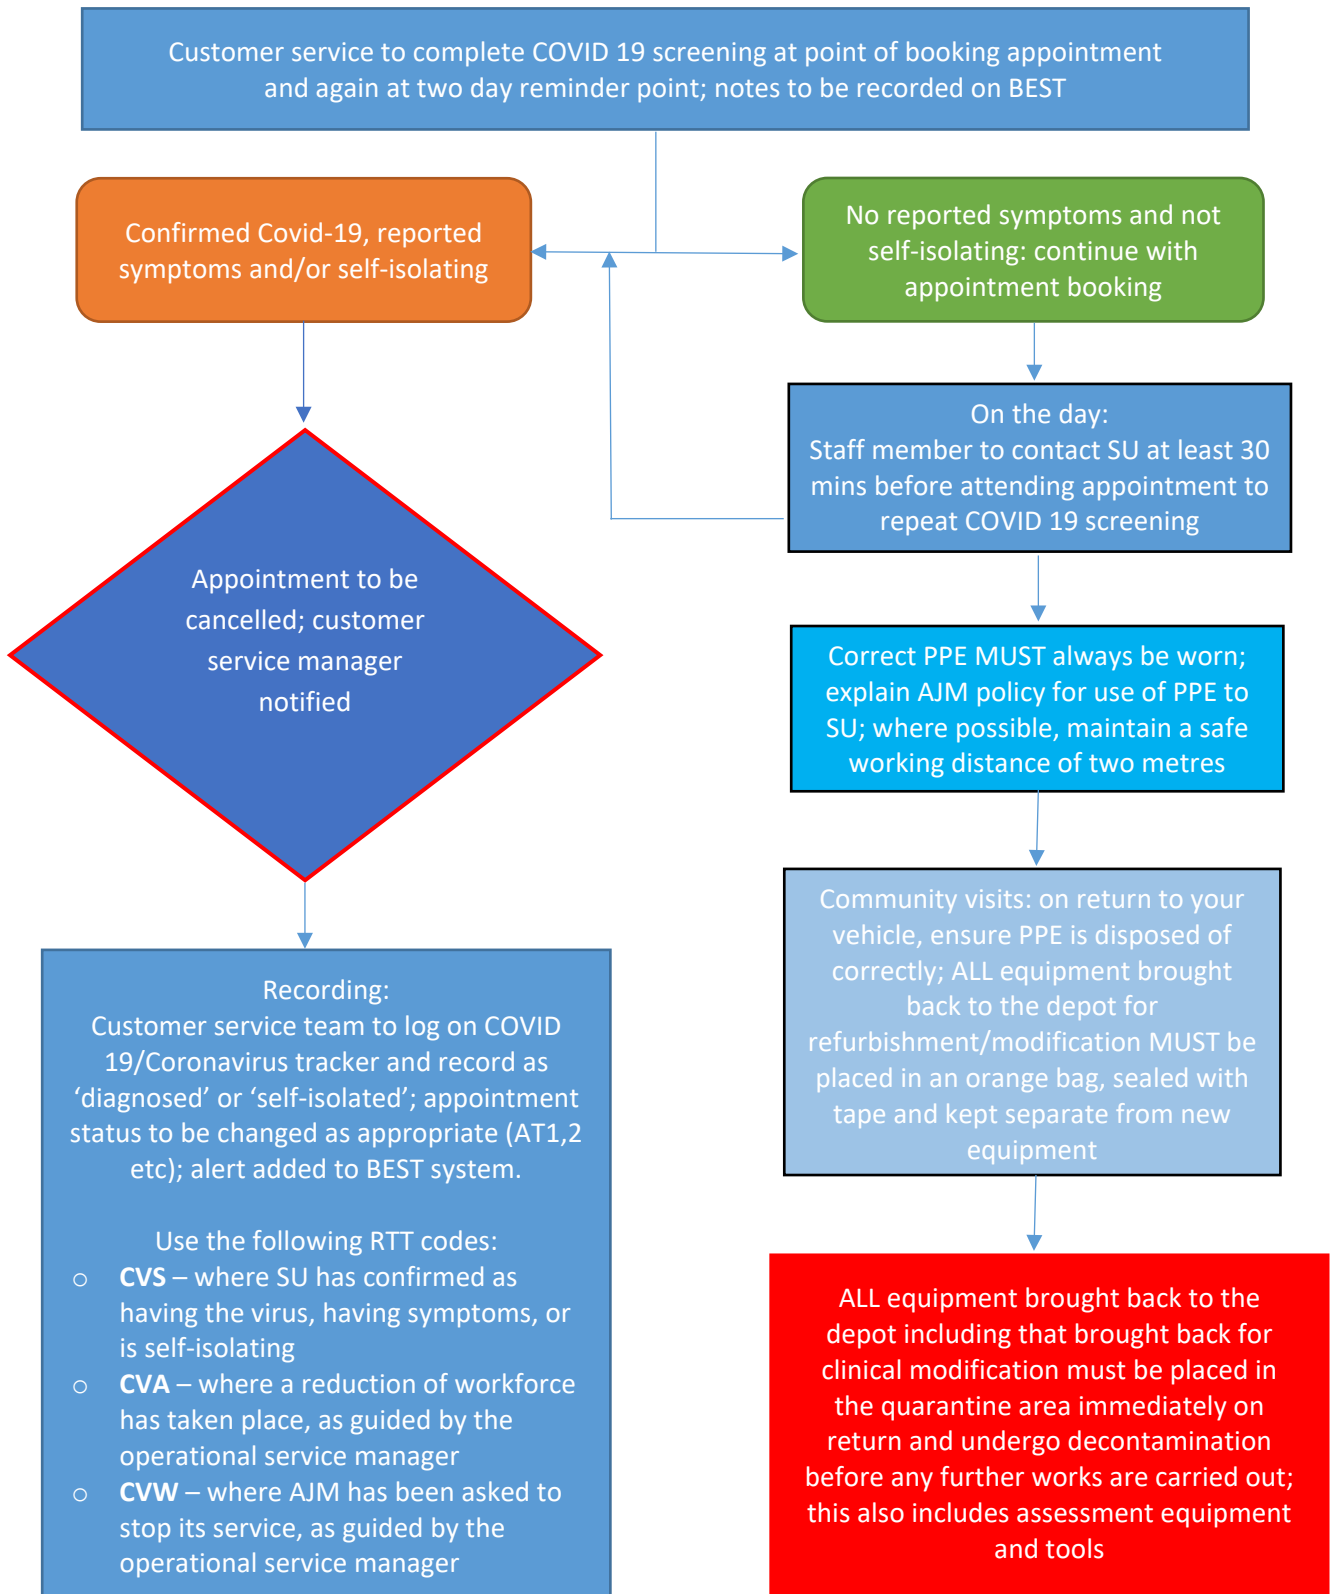 Customer service to complete COVID 19 screening at point of booking appointment
and again at two day reminder point; notes to be recorded on BEST
Confirmed Covid-19, reported
symptoms and/or self-isolating
No reported symptoms and not
self-isolating: continue with
appointment booking
On the day:
Staff member to contact SU at least 30
mins before attending appointment to
repeat COVID 19 screening
Appointment to be
cancelled; customer
service manager
notified
Correct PPE MUST always be worn;
explain AJM policy for use of PPE to
SU; where possible, maintain a safe
working distance of two metres
Community visits: on return to your
vehicle, ensure PPE is disposed of
correctly; ALL equipment brought
back to the depot for
refurbishment/modification MUST be
placed in an orange bag, sealed with
tape and kept separate from new
equipment
Recording:
Customer service team to log on COVID
19/Coronavirus tracker and record as
‘diagnosed’ or ‘self-isolated’; appointment
status to be changed as appropriate (AT1,2
etc); alert added to BEST system.
Use the following RTT codes:
o CVS – where SU has confirmed as
having the virus, having symptoms, or
is self-isolating
o CVA – where a reduction of workforce
has taken place, as guided by the
operational service manager
o CVW – where AJM has been asked to
stop its service, as guided by the
operational service manager
ALL equipment brought back to the
depot including that brought back for
clinical modification must be placed in
the quarantine area immediately on
return and undergo decontamination
before any further works are carried out;
this also includes assessment equipment
and tools